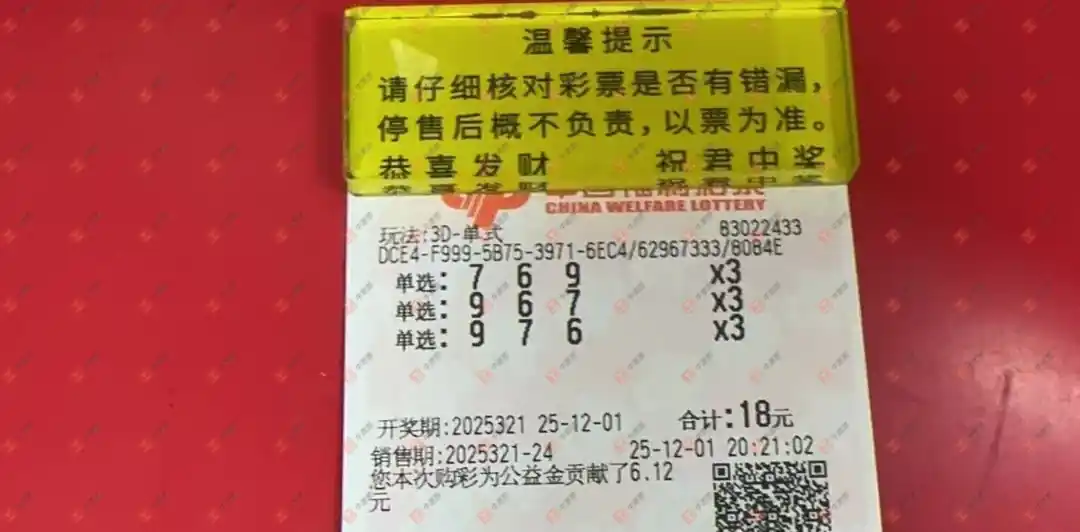 温馨提示
请仔细核对彩票是否有错漏，
停售后概不负责，以票为准。
恭喜发财 祝君中奖
CHINA WELFARE LOTTERY
玩法:3D-单式 83022433
DCE4-F999-5B75-3971-6EC4/62967333/8084E
单选: 7 6 9 x3
单选: 9 6 7 x3
单选: 9 7 6 x3
开奖期:2025321 25-12-01 合计:18元
销售期:2025321-24 25-12-01 20:21:02
您本次购彩为公益金贡献了6.12
元